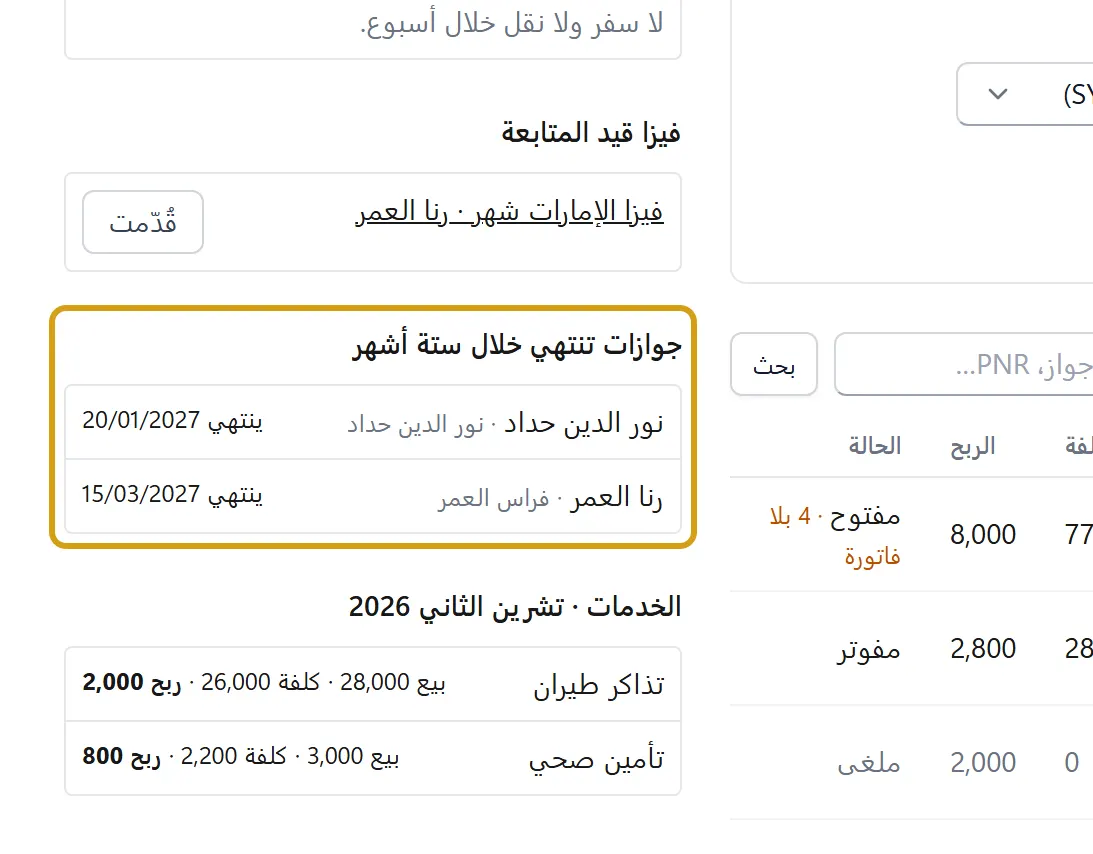 لا سفر ولا نقل خلال أسبوع.
فيزا قيد المتابعة
فيزا الإمارات شهر · رنا العمر
قُدّمت
جوازات تنتهي خلال ستة أشهر
نور الدين حداد · نور الدين حداد
ينتهي 20/01/2027
رنا العمر · فراس العمر
ينتهي 15/03/2027
الخدمات · تشرين الثاني 2026
تذاكر طيران
بيع 28,000 · كلفة 26,000 · ربح 2,000
تأمين صحي
بيع 3,000 · كلفة 2,200 · ربح 800
جواز، PNR...
بحث
الربح
الحالة
8,000
مفتوح · 4 بلا
فاتورة
2,800
مفوتر
0
2,000
ملغى